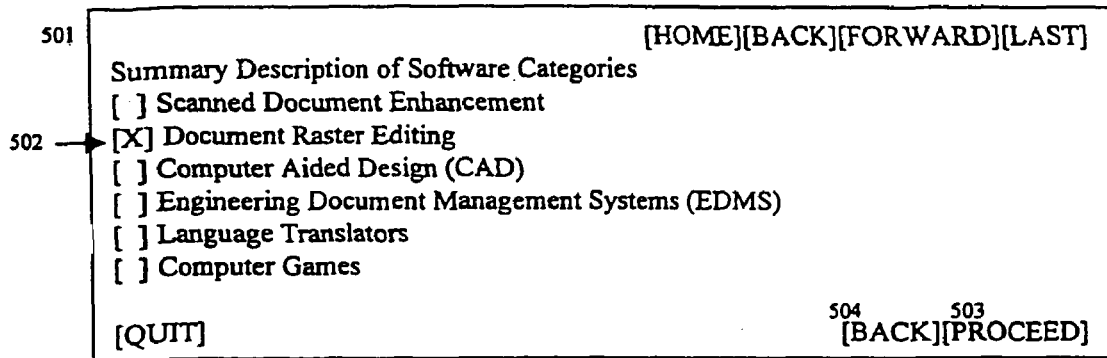 501 [HOME][BACK][FORWARD][LAST]
Summary Description of Software Categories
[ ] Scanned Document Enhancement
502 [X] Document Raster Editing
[ ] Computer Aided Design (CAD)
[ ] Engineering Document Management Systems (EDMS)
[ ] Language Translators
[ ] Computer Games
504 503
[QUIT] [BACK][PROCEED]